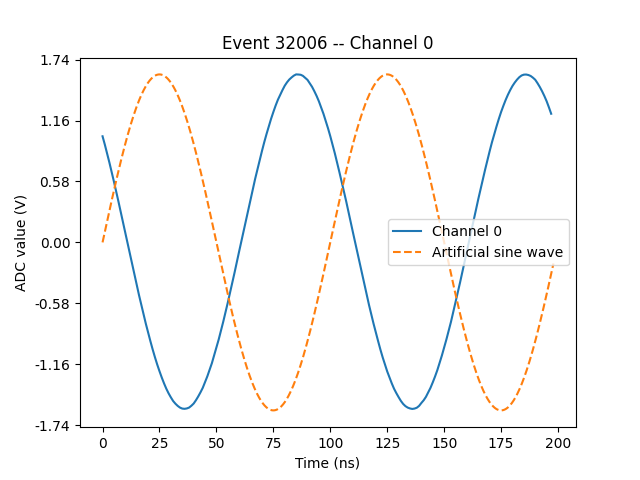 Event 32006 -- Channel 0
1.74
1.16
0.58
0.00
-0.58
-1.16
-1.74
ADC value (V)
Channel 0
Artificial sine wave
0 25 50 75 100 125 150 175 200
Time (ns)